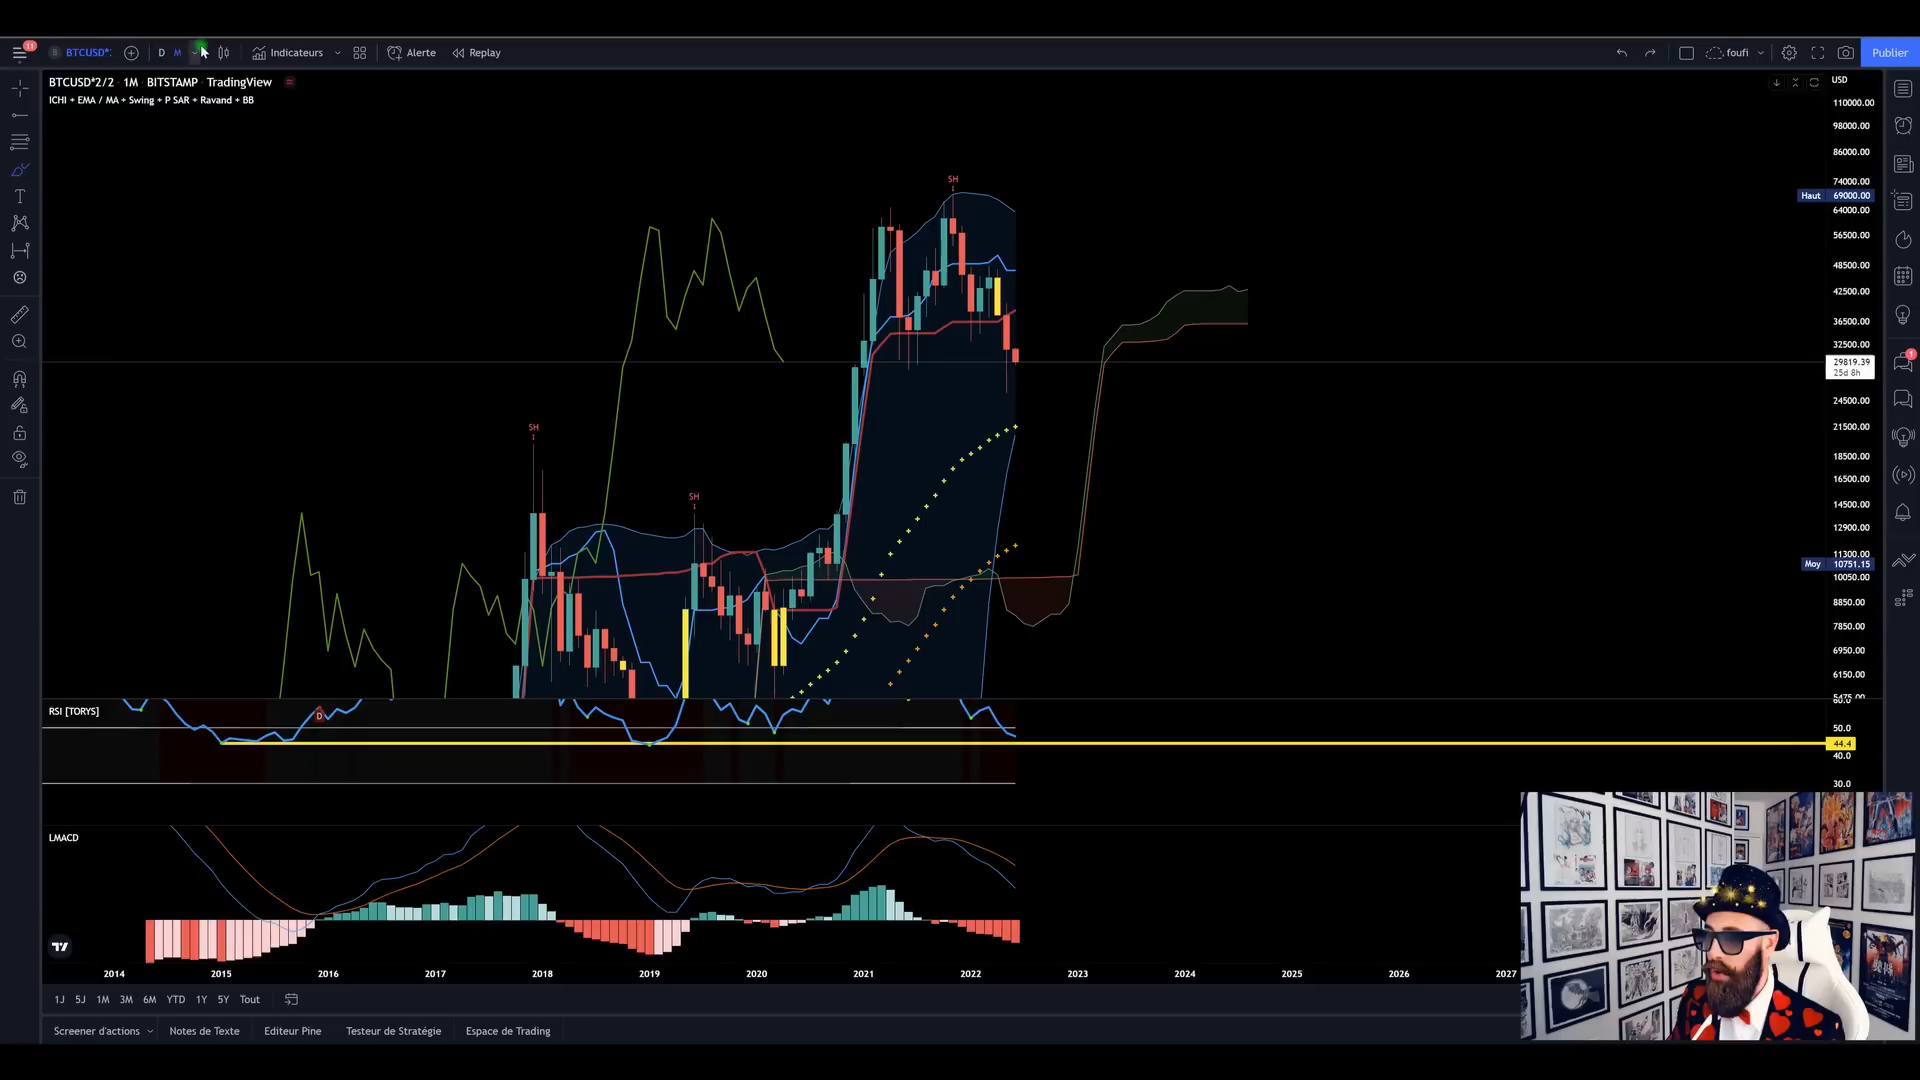 11
BTCUSD*:
D
M
Indicateurs
Alerte
Replay
foufi
Publier
BTCUSD*2/2 · 1M · BITSTAMP · TradingView
ICHI + EMA / MA + Swing + P SAR + Ravand + BB
USD
110000.00
98000.00
86000.00
74000.00
Haut 69000.00
64000.00
56500.00
48500.00
42500.00
36500.00
32500.00
29819.39
25d 8h
24500.00
21500.00
18500.00
16500.00
14500.00
12900.00
11300.00
Moy 10751.15
10050.00
8850.00
7850.00
6950.00
6150.00
5475.00
SH
SH
SH
1
RSI [TORYS]
D
60.0
50.0
44.4
40.0
30.0
LMACD
2014 2015 2016 2017 2018 2019 2020 2021 2022 2023 2024 2025 2026 2027
1J 5J 1M 3M 6M YTD 1Y 5Y Tout
Screener d'actions Notes de Texte Editeur Pine Testeur de Stratégie Espace de Trading